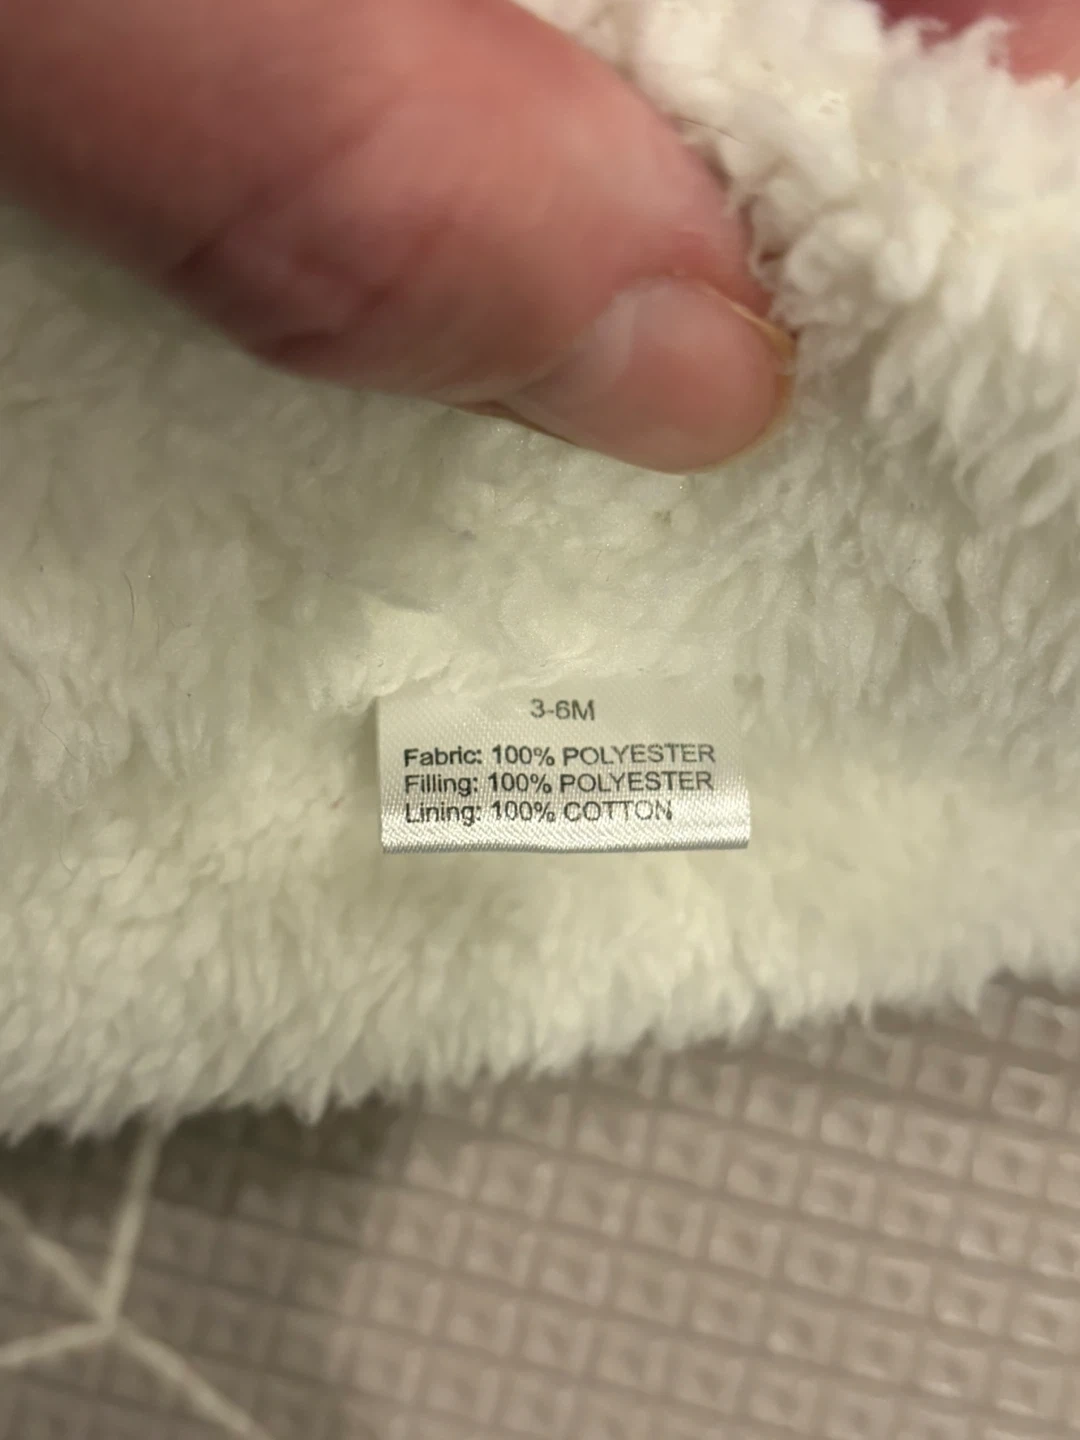 3-6M
Fabric: 100% POLYESTER
Filling: 100% POLYESTER
Lining: 100% COTTON